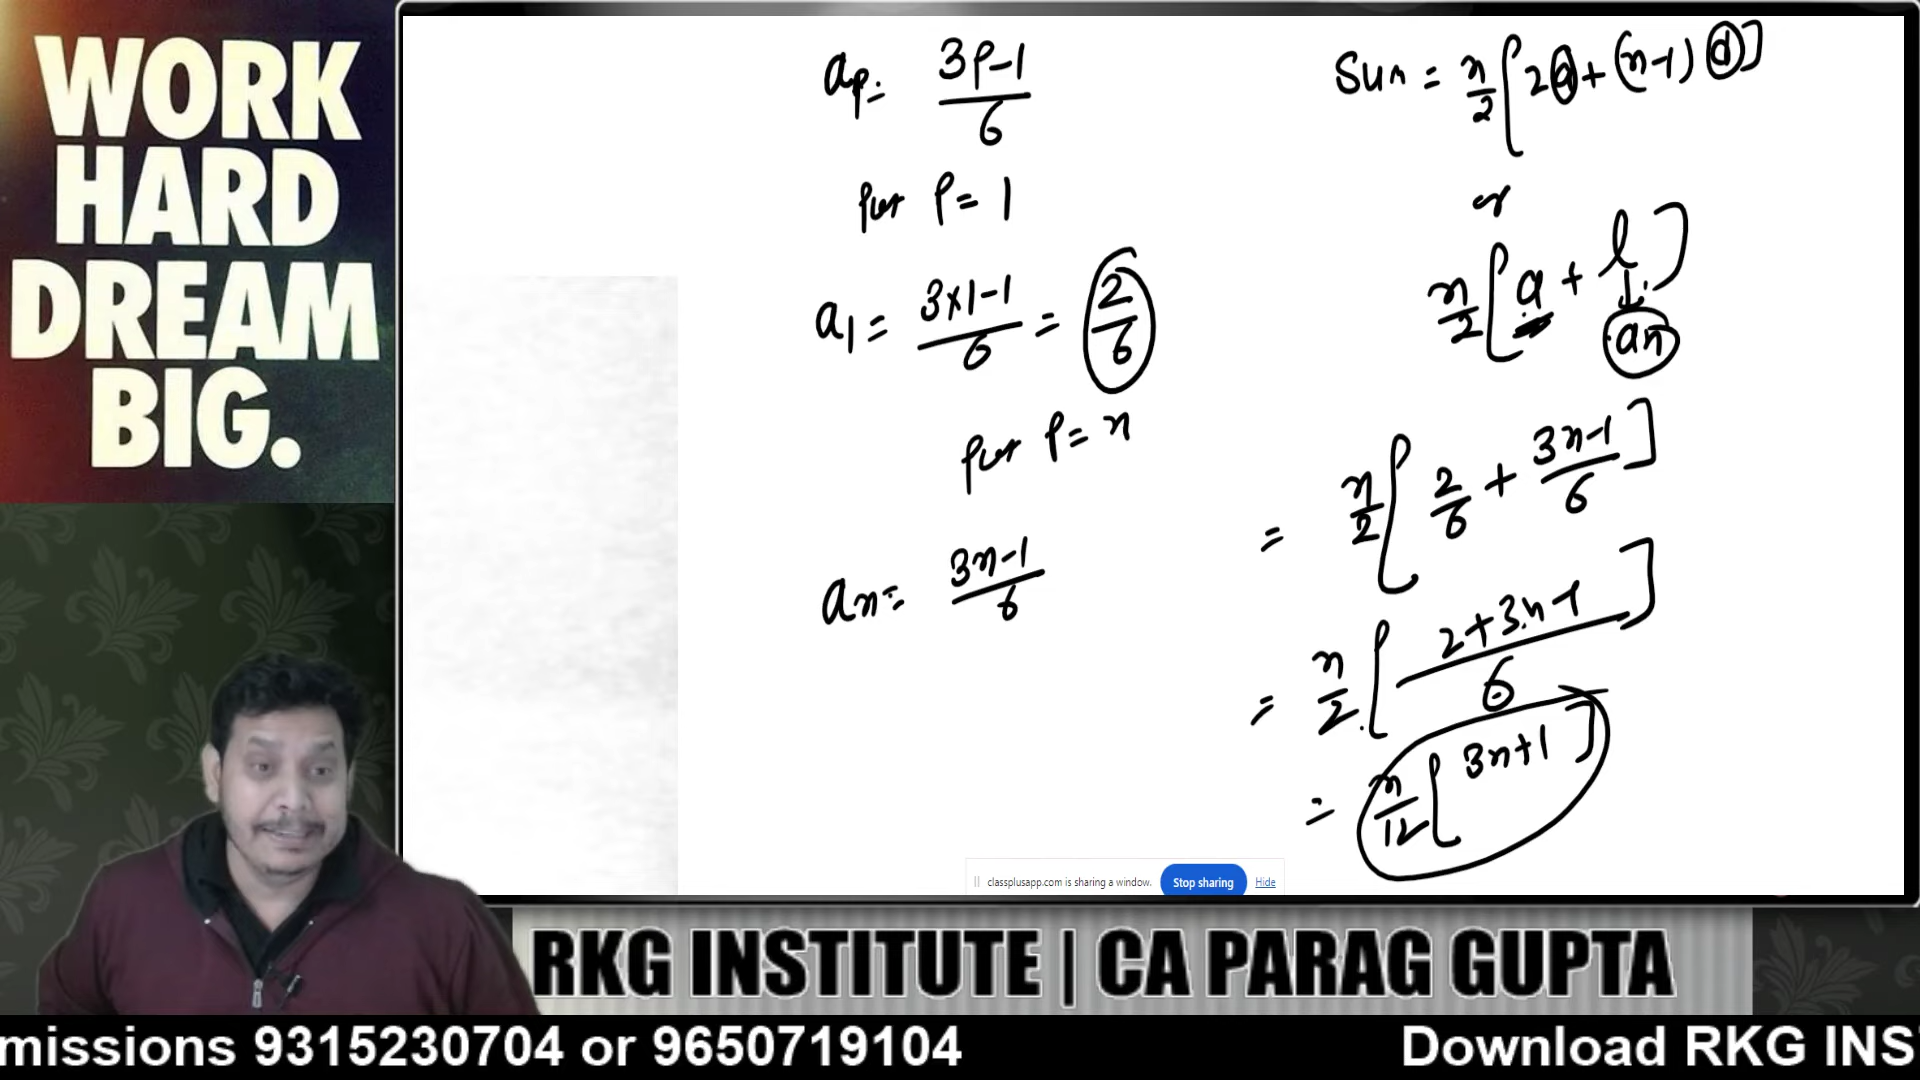 WORK
HARD
DREAM
BIG.
ap = 3p-1/6
put p = 1
a1 = 3×1-1/6 = 2/6
put p = n
an = 3n-1/6
Sum = n/2 [2a + (n-1) d]
or
n/2 [a + l]
an
= n/2 [2/6 + 3n-1/6]
= n/2 [2+3n-1/6]
= n/12 [3n+1]
classplusapp.com is sharing a window. Stop sharing Hide
RKG INSTITUTE | CA PARAG GUPTA
missions 9315230704 or 9650719104 Download RKG INS